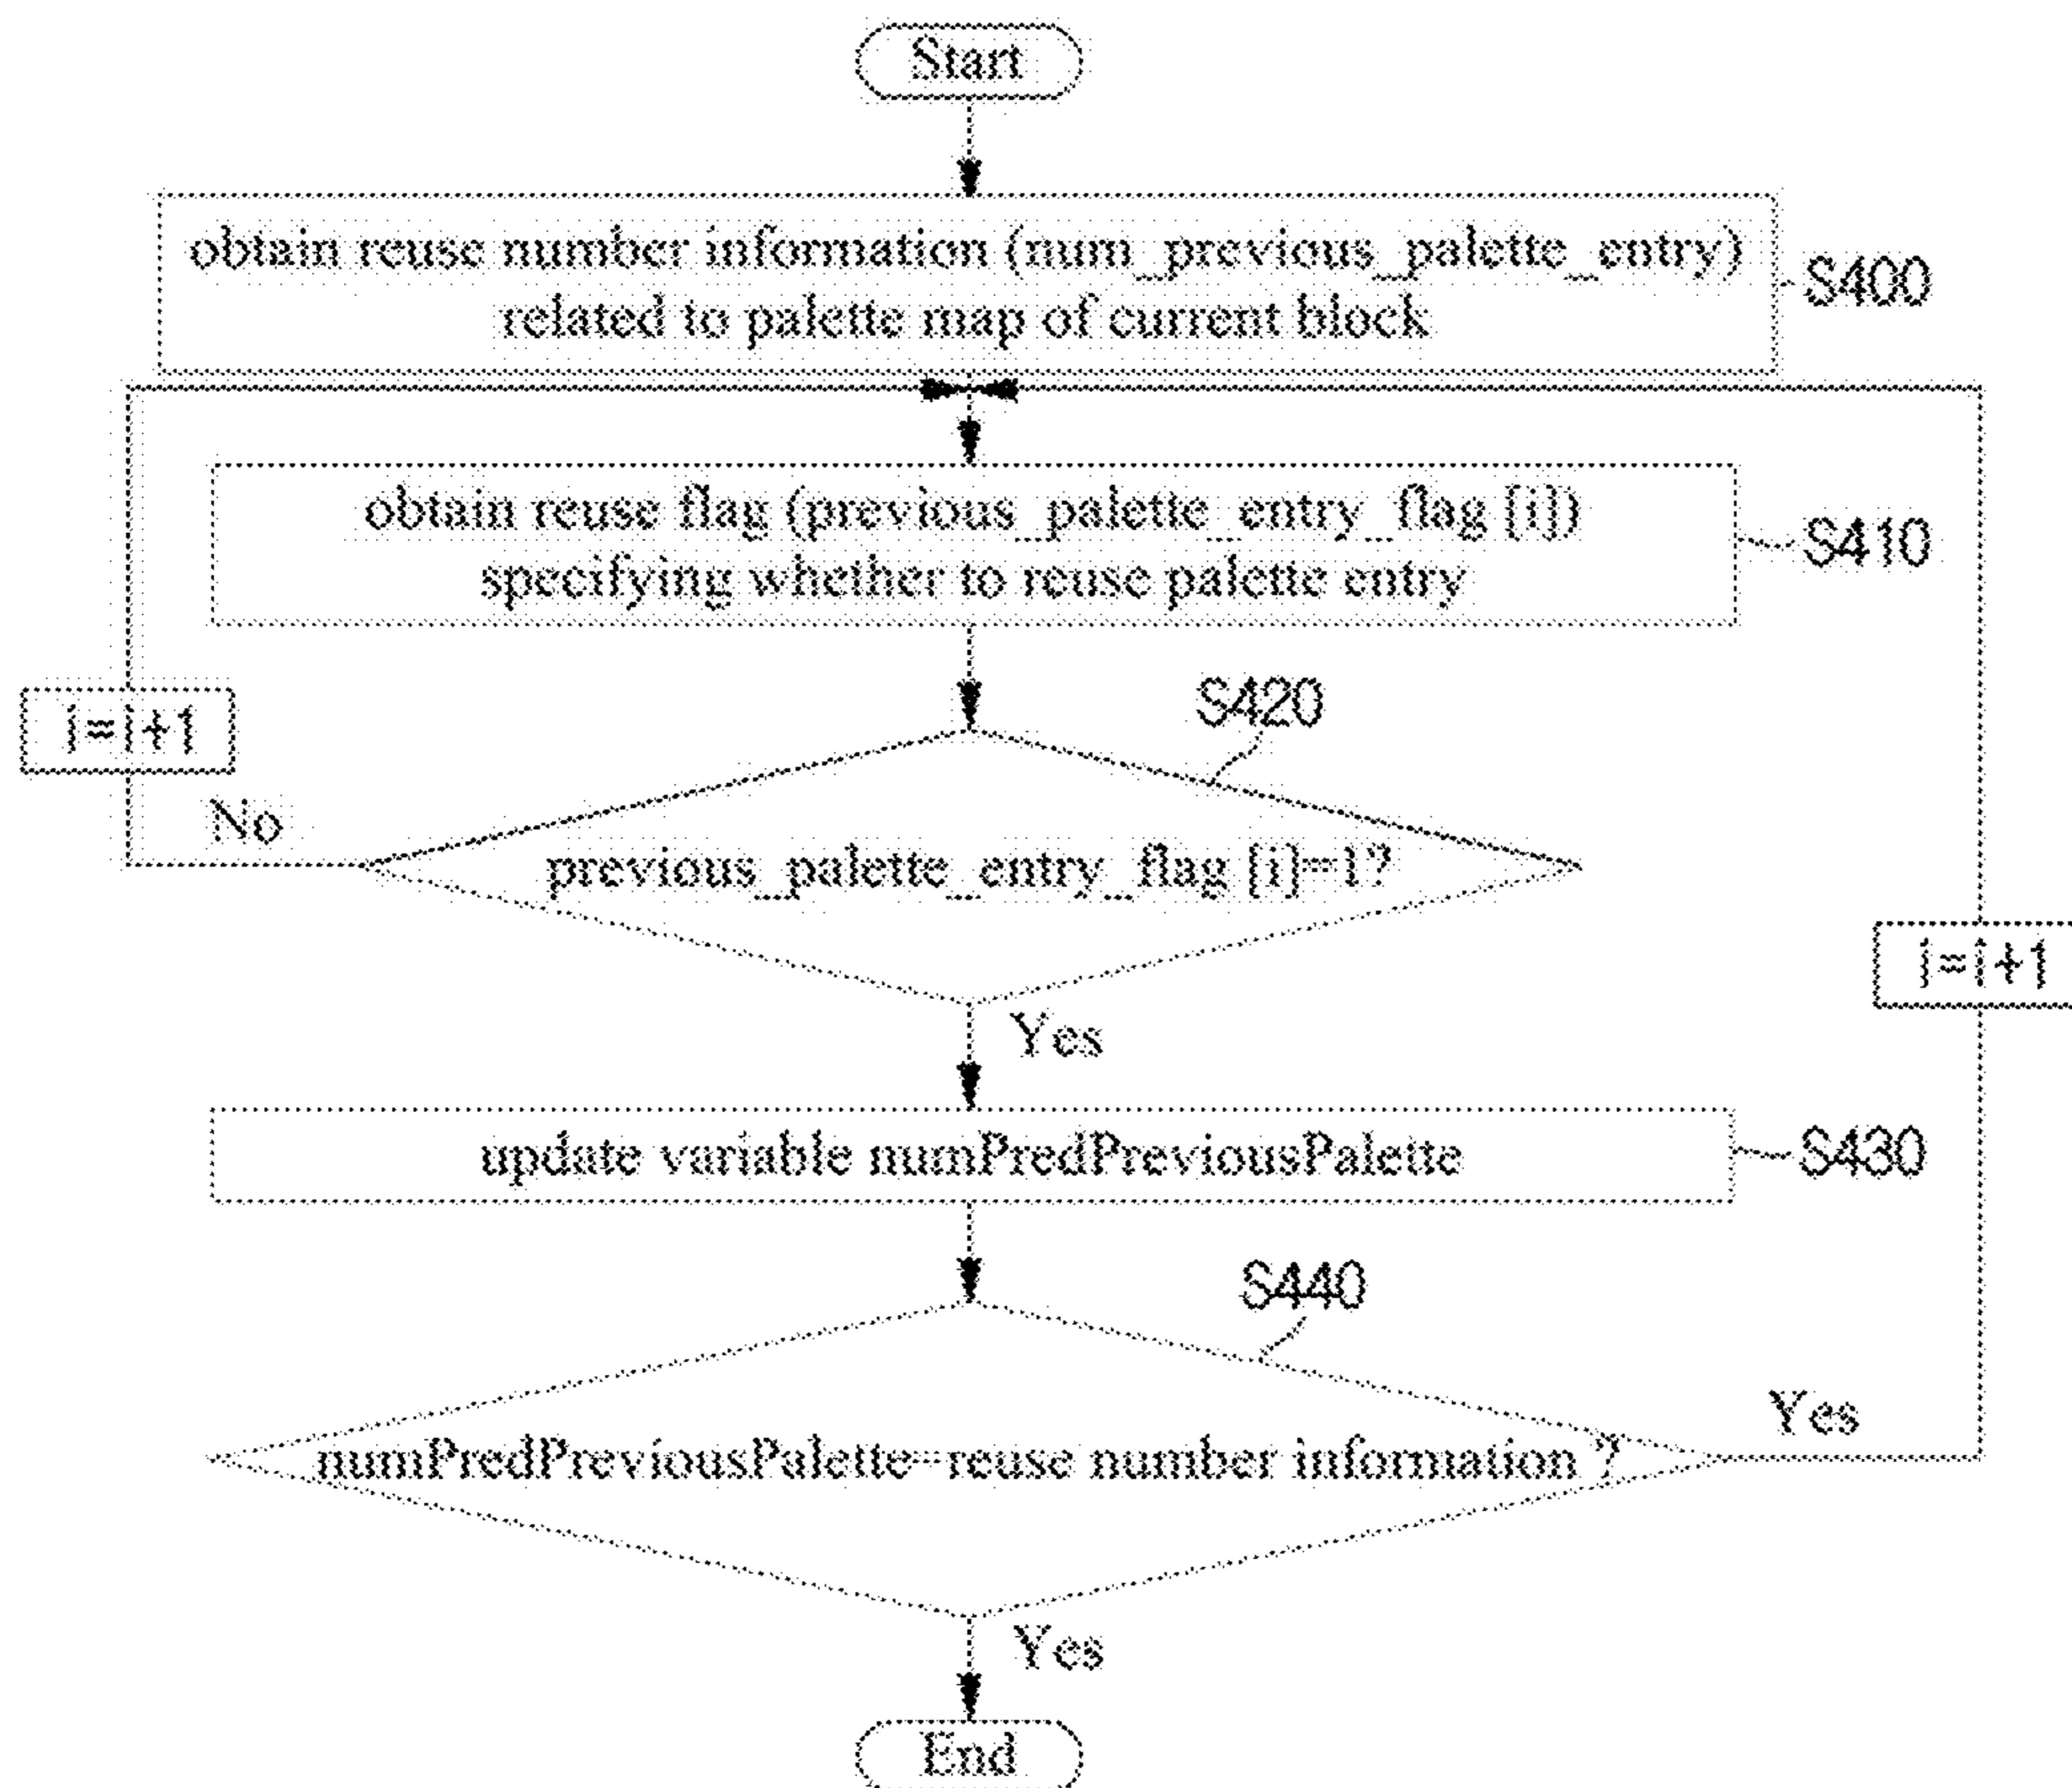 Start
obtain reuse number information (num_previous_palette_entry)
related to palette map of current block
S400
obtain reuse flag (previous_palette_entry_flag [i])
specifying whether to reuse palette entry
S410
i=i+1
S420
No
previous_palette_entry_flag [i]=1?
i=i+1
Yes
update variable numPredPreviousPalette
S430
S440
Yes
numPredPreviousPalette=reuse number information ?
Yes
End